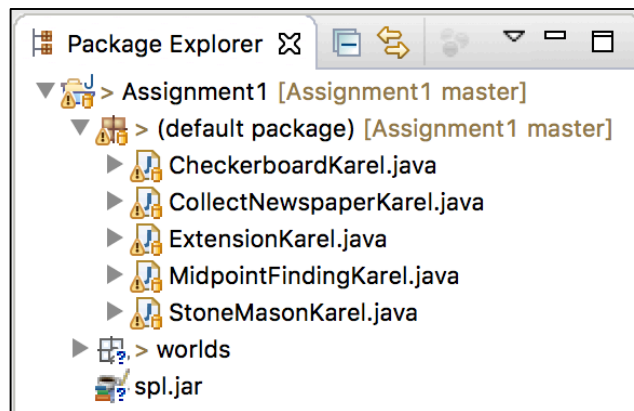 Package Explorer
> Assignment1 [Assignment1 master]
> (default package) [Assignment1 master]
CheckerboardKarel.java
CollectNewspaperKarel.java
ExtensionKarel.java
MidpointFindingKarel.java
StoneMasonKarel.java
> worlds
spl.jar